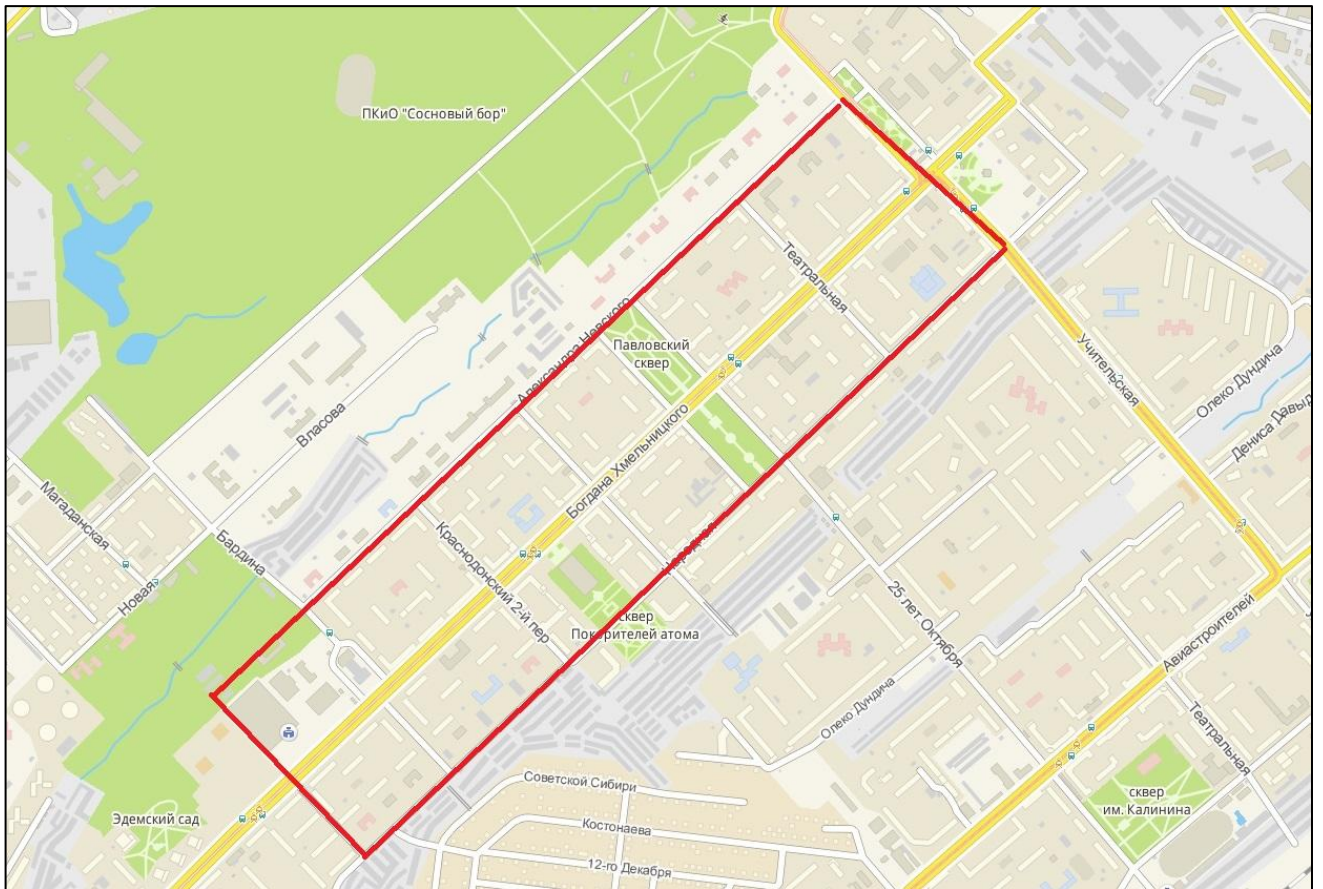 ПКиО "Сосновый бор"
Театральная
Александра Невского
Павловский
сквер
Учительская
Олеко Дундича
Власова
Богдана Хмельницкого
Дениса Давыд
Магаданская
Бардина
Народная
Краснодонский 2-й пер
Новая
25 лет Октября
сквер
Покорителей атома
Авиастроителей
Олеко Дундича
Театральная
Советской Сибири
сквер
им. Калинина
Эдемский сад
Костонаева
12-го Декабря